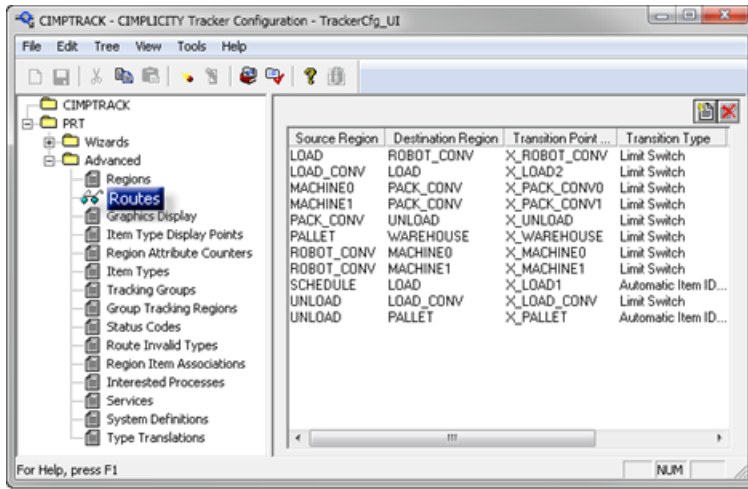 CIMPTRACK - CIMPLICITY Tracker Configuration - TrackerCfg_UI
File Edit Tree View Tools Help
CIMPTRACK
PRT
Wizards
Advanced
Regions
Routes
Graphics Display
Item Type Display Points
Region Attribute Counters
Item Types
Tracking Groups
Group Tracking Regions
Status Codes
Route Invalid Types
Region Item Associations
Interested Processes
Services
System Definitions
Type Translations
Source Region Destination Region Transition Point ... Transition Type
LOAD ROBOT_CONV X_ROBOT_CONV Limit Switch
LOAD_CONV LOAD X_LOAD2 Limit Switch
MACHINE0 PACK_CONV X_PACK_CONV0 Limit Switch
MACHINE1 PACK_CONV X_PACK_CONV1 Limit Switch
PACK_CONV UNLOAD X_UNLOAD Limit Switch
PALLET WAREHOUSE X_WAREHOUSE Limit Switch
ROBOT_CONV MACHINE0 X_MACHINE0 Limit Switch
ROBOT_CONV MACHINE1 X_MACHINE1 Limit Switch
SCHEDULE LOAD X_LOAD1 Automatic Item ID...
UNLOAD LOAD_CONV X_LOAD_CONV Limit Switch
UNLOAD PALLET X_PALLET Automatic Item ID...
For Help, press F1
NUM